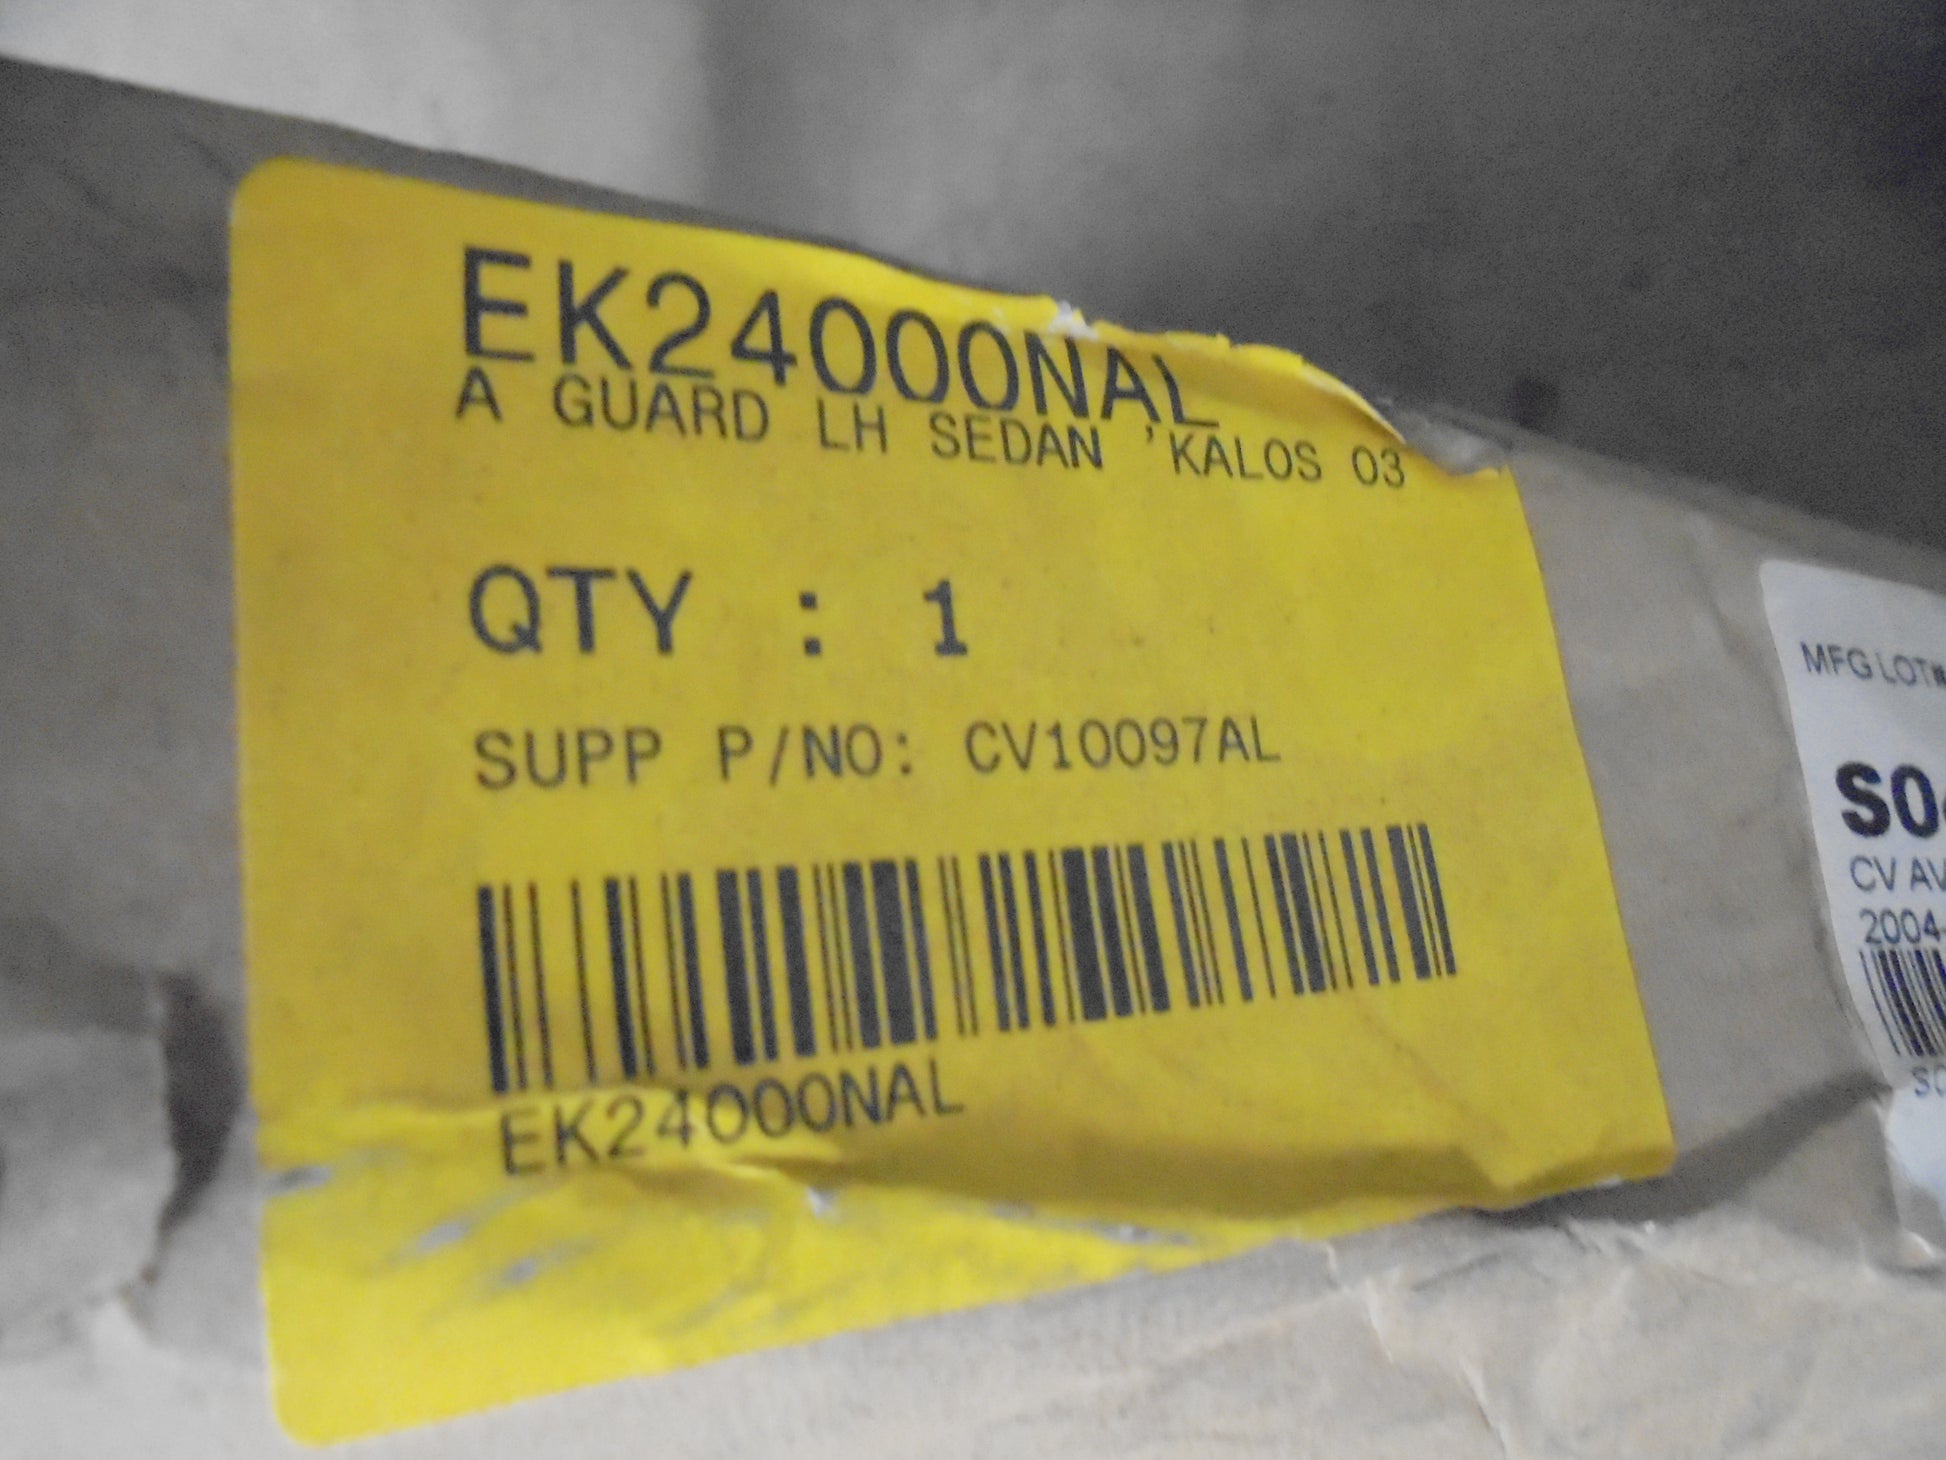 EK24000NAL
A GUARD LH SEDAN 'KALOS 03
QTY : 1
SUPP P/NO: CV10097AL
EK24000NAL
MFG LOT#
CV AV
2004-